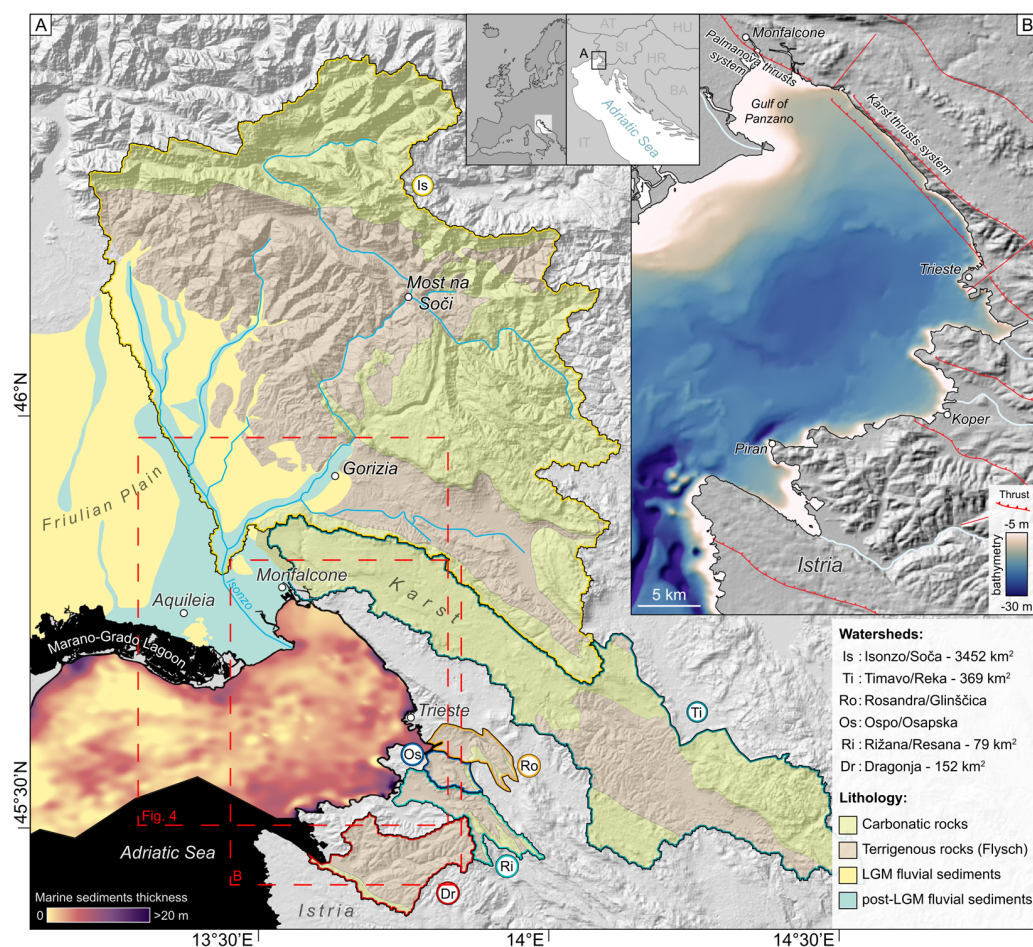 A
B
AT
HU
SI
HR
A
BA
IT
Adriatic Sea
Monfalcone
Palmanova thrusts
system
Gulf of
Panzano
Karst thrusts system
Trieste
Koper
Piran
Istria
Thrust
-5 m
bathymetry
-30 m
5 km
Is
Most na
Soči
46°N
Gorizia
Friulian Plain
Isonzo
Monfalcone
Karst
Aquileia
Marano-Grado Lagoon
Trieste
Ti
Os
Ro
45°30'N
Fig. 4
Adriatic Sea
B
Ri
Dr
Istria
Marine sediments thickness
0
>20 m
13°30'E
14°E
14°30'E
Watersheds:
Is : Isonzo/Soča - 3452 km²
Ti : Timavo/Reka - 369 km²
Ro: Rosandra/Glinščica
Os: Ospo/Osapska
Ri : Rižana/Resana - 79 km²
Dr : Dragonja - 152 km²
Lithology:
Carbonatic rocks
Terrigenous rocks (Flysch)
LGM fluvial sediments
post-LGM fluvial sediments